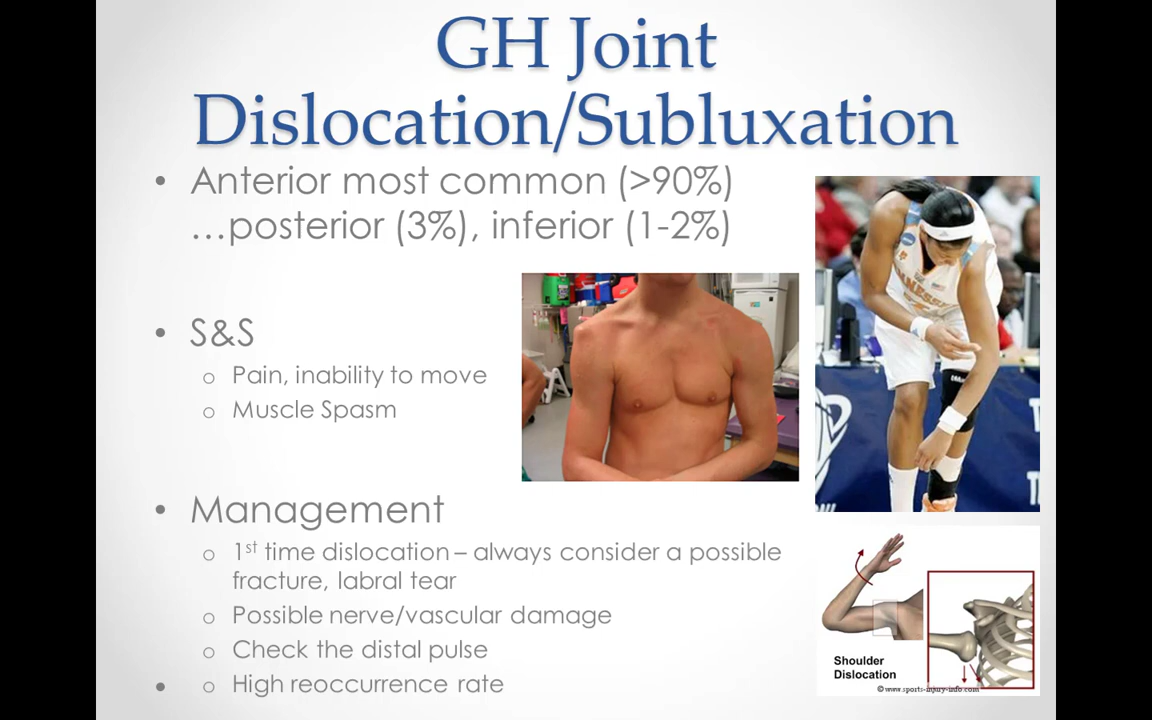 GH Joint
Dislocation/Subluxation
• Anterior most common (>90%)
…posterior (3%), inferior (1-2%)
• S&S
o Pain, inability to move
o Muscle Spasm
• Management
o 1st time dislocation – always consider a possible
fracture, labral tear
o Possible nerve/vascular damage
o Check the distal pulse
• o High reoccurrence rate
Shoulder
Dislocation
© www.sports-injury-info.com